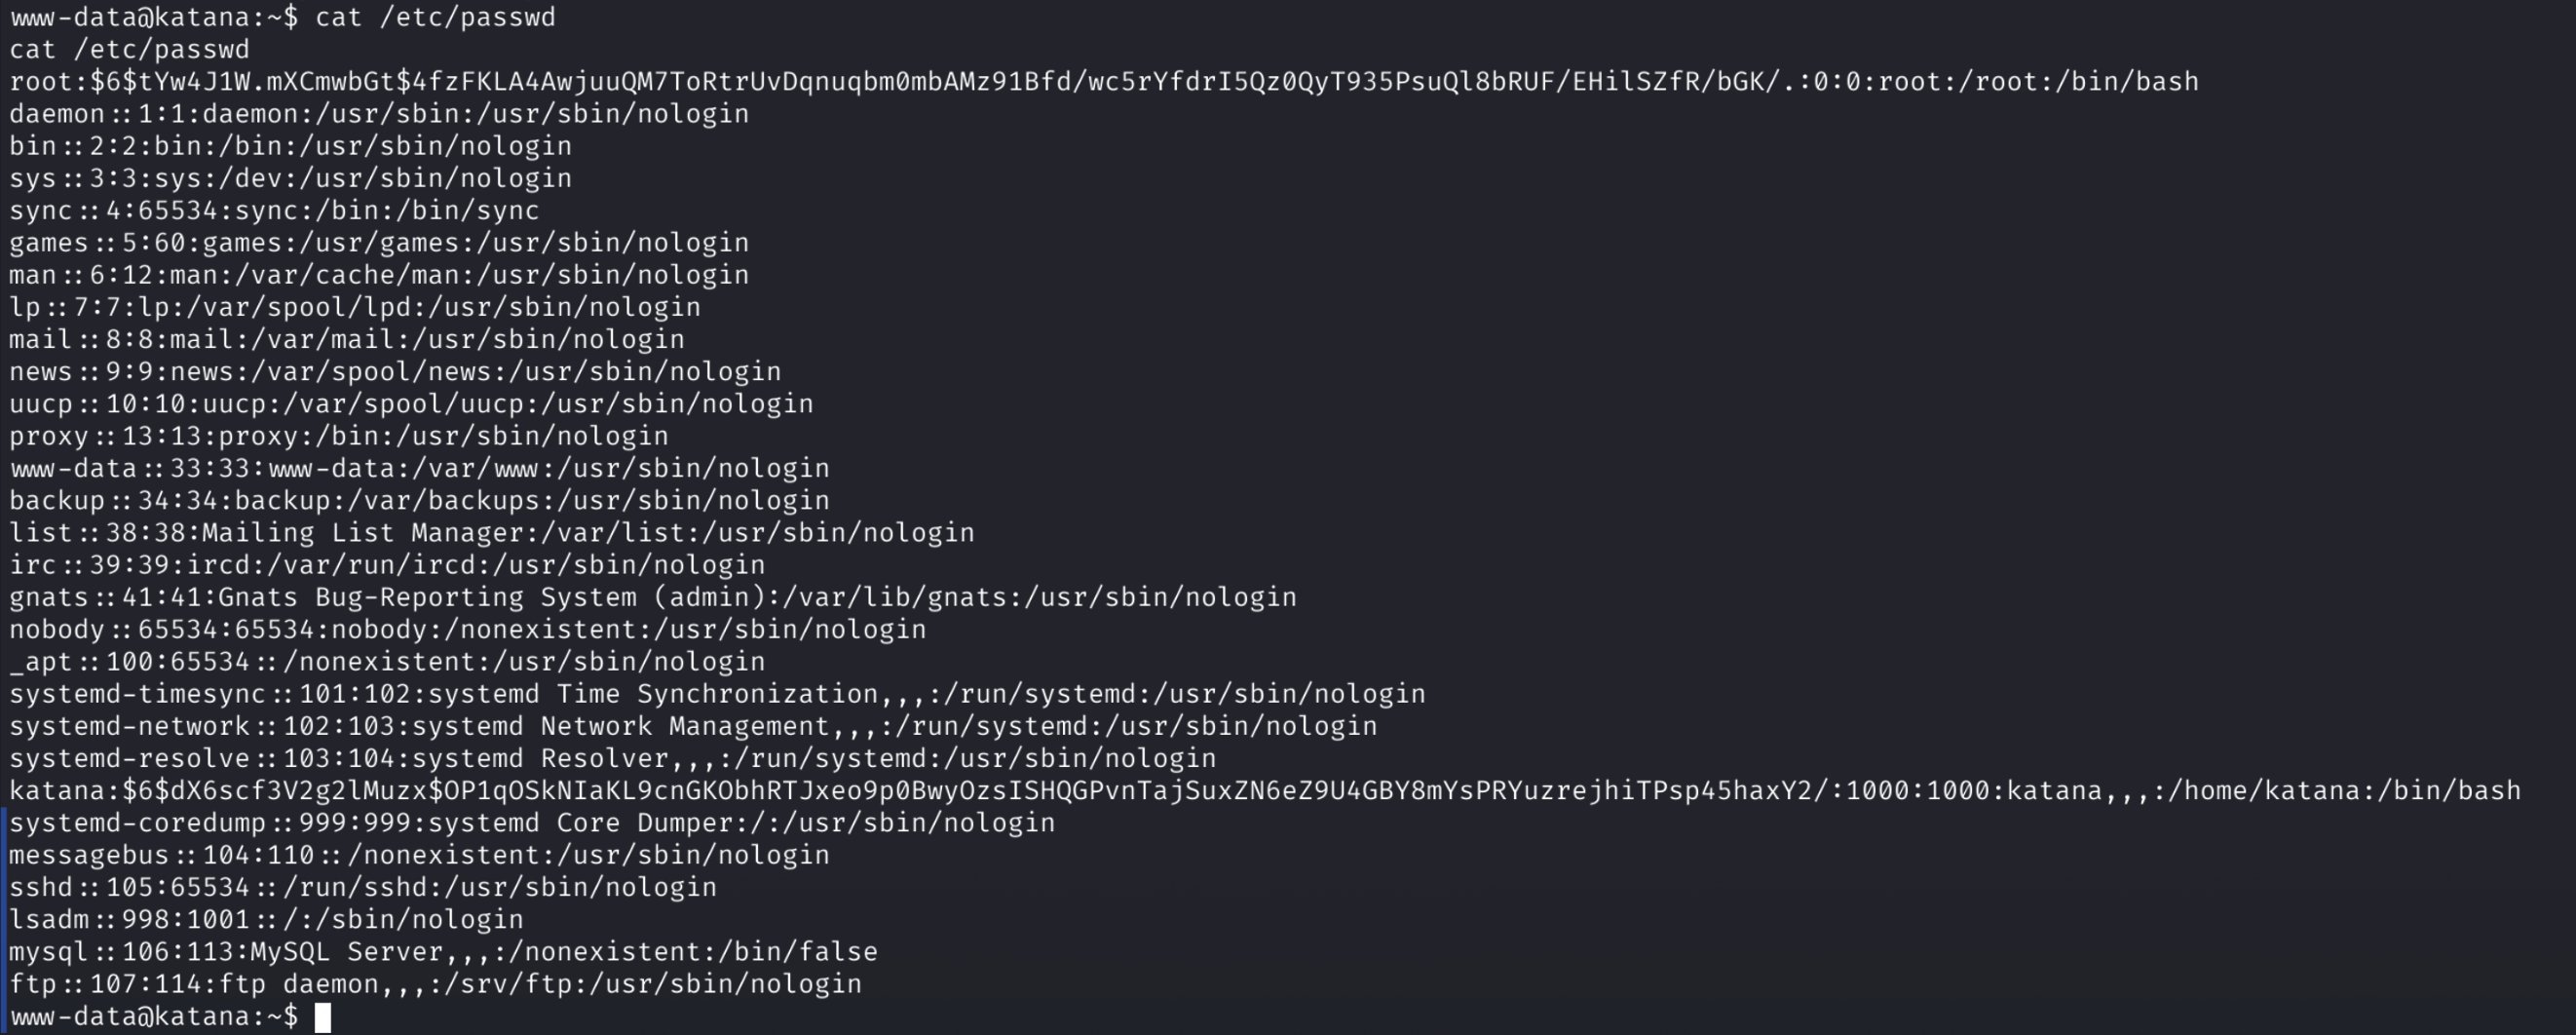 www-data@katana:~$ cat /etc/passwd
cat /etc/passwd
root:$6$tYw4J1W.mXCmwbGt$4fzFKLA4AwjuuQM7ToRtrUvDqnuqbm0mbAMz91Bfd/wc5rYfdrI5Qz0QyT935PsuQl8bRUF/EHilSZfR/bGK/.:0:0:root:/root:/bin/bash
daemon::1:1:daemon:/usr/sbin:/usr/sbin/nologin
bin::2:2:bin:/bin:/usr/sbin/nologin
sys::3:3:sys:/dev:/usr/sbin/nologin
sync::4:65534:sync:/bin:/bin/sync
games::5:60:games:/usr/games:/usr/sbin/nologin
man::6:12:man:/var/cache/man:/usr/sbin/nologin
lp::7:7:lp:/var/spool/lpd:/usr/sbin/nologin
mail::8:8:mail:/var/mail:/usr/sbin/nologin
news::9:9:news:/var/spool/news:/usr/sbin/nologin
uucp::10:10:uucp:/var/spool/uucp:/usr/sbin/nologin
proxy::13:13:proxy:/bin:/usr/sbin/nologin
www-data::33:33:www-data:/var/www:/usr/sbin/nologin
backup::34:34:backup:/var/backups:/usr/sbin/nologin
list::38:38:Mailing List Manager:/var/list:/usr/sbin/nologin
irc::39:39:ircd:/var/run/ircd:/usr/sbin/nologin
gnats::41:41:Gnats Bug-Reporting System (admin):/var/lib/gnats:/usr/sbin/nologin
nobody::65534:65534:nobody:/nonexistent:/usr/sbin/nologin
_apt::100:65534::/nonexistent:/usr/sbin/nologin
systemd-timesync::101:102:systemd Time Synchronization,,,:/run/systemd:/usr/sbin/nologin
systemd-network::102:103:systemd Network Management,,,:/run/systemd:/usr/sbin/nologin
systemd-resolve::103:104:systemd Resolver,,,:/run/systemd:/usr/sbin/nologin
katana:$6$dX6scf3V2g2lMuzx$OP1qOSkNIaKL9cnGKObhRTJxeo9p0BwyOzsISHQGPvnTajSuxZN6eZ9U4GBY8mYsPRYuzrejhiTPsp45haxY2/:1000:1000:katana,,,:/home/katana:/bin/bash
systemd-coredump::999:999:systemd Core Dumper:/:/usr/sbin/nologin
messagebus::104:110::/nonexistent:/usr/sbin/nologin
sshd::105:65534::/run/sshd:/usr/sbin/nologin
lsadm::998:1001::/:/sbin/nologin
mysql::106:113:MySQL Server,,,:/nonexistent:/bin/false
ftp::107:114:ftp daemon,,,:/srv/ftp:/usr/sbin/nologin
www-data@katana:~$